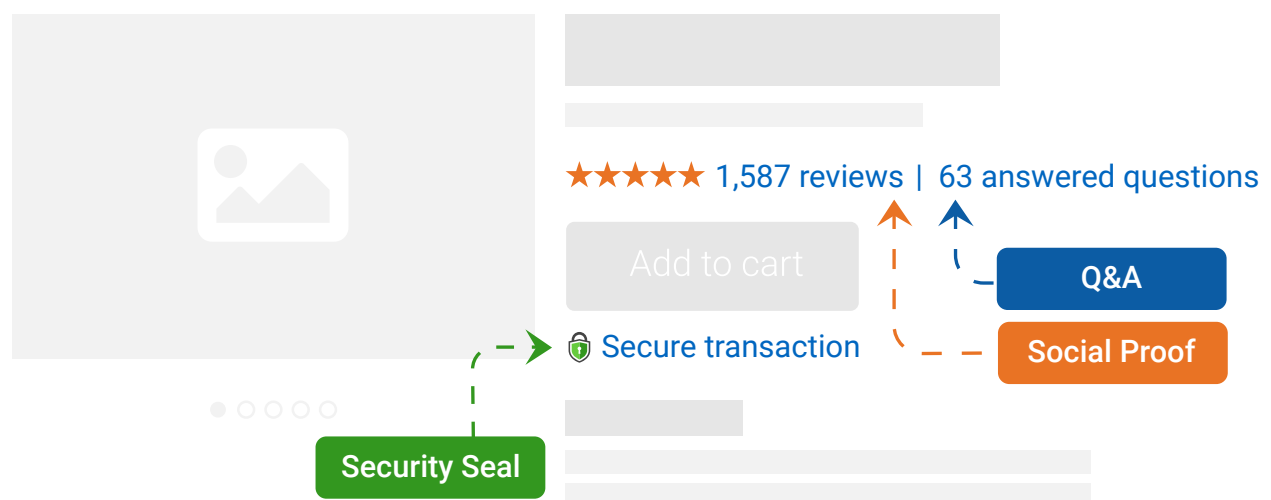 ★★★★★ 1,587 reviews | 63 answered questions
Add to cart
Q&A
Secure transaction
Social Proof
Security Seal